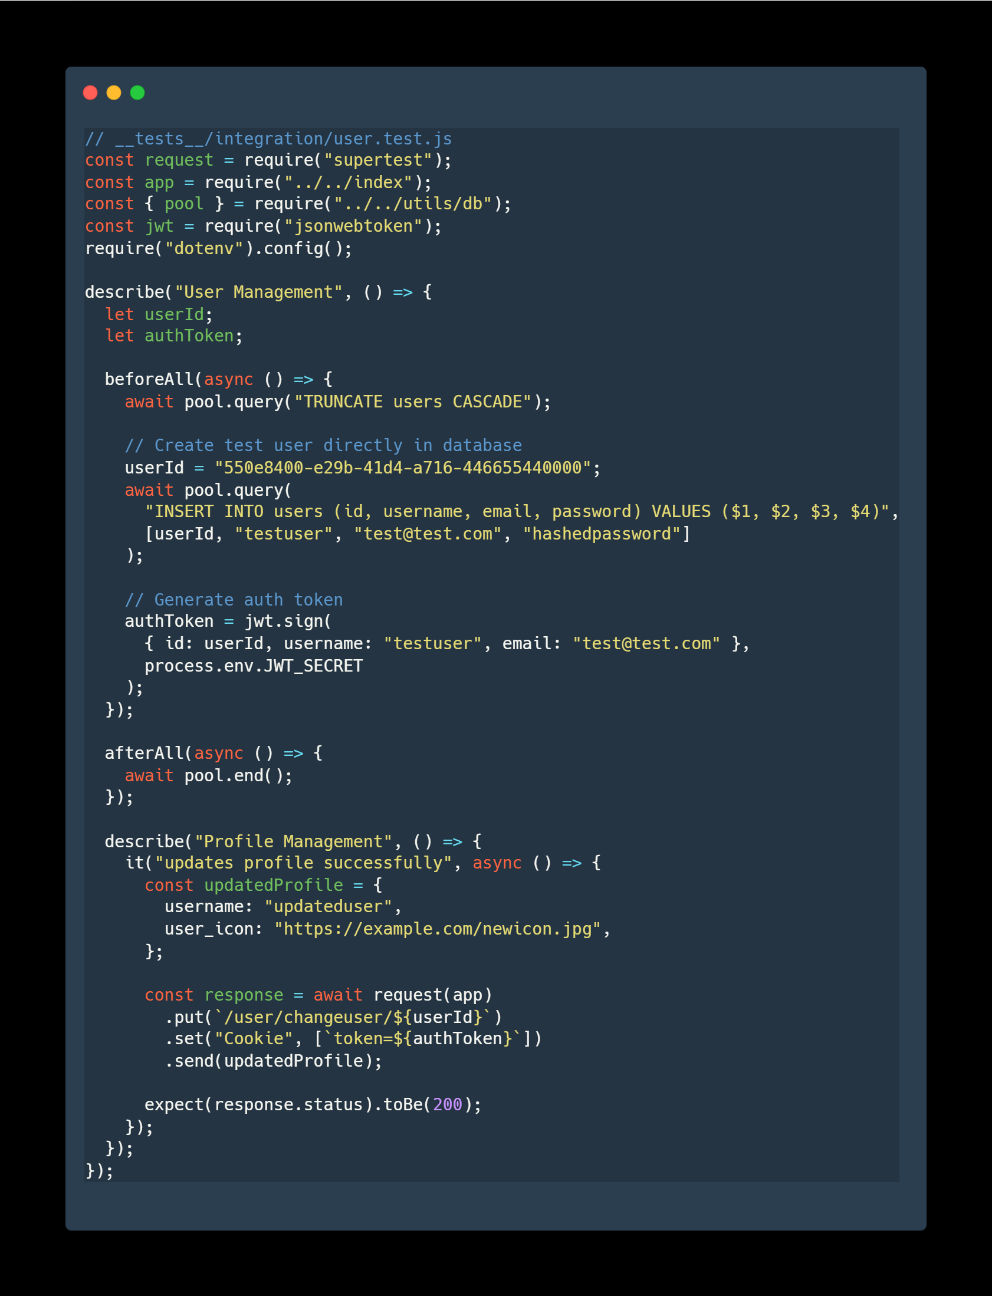 // __tests__/integration/user.test.js
const request = require("supertest");
const app = require("../../index");
const { pool } = require("../../utils/db");
const jwt = require("jsonwebtoken");
require("dotenv").config();

describe("User Management", () => {
  let userId;
  let authToken;

  beforeAll(async () => {
    await pool.query("TRUNCATE users CASCADE");

    // Create test user directly in database
    userId = "550e8400-e29b-41d4-a716-446655440000";
    await pool.query(
      "INSERT INTO users (id, username, email, password) VALUES ($1, $2, $3, $4)",
      [userId, "testuser", "test@test.com", "hashedpassword"]
    );

    // Generate auth token
    authToken = jwt.sign(
      { id: userId, username: "testuser", email: "test@test.com" },
      process.env.JWT_SECRET
    );
  });

  afterAll(async () => {
    await pool.end();
  });

  describe("Profile Management", () => {
    it("updates profile successfully", async () => {
      const updatedProfile = {
        username: "updateduser",
        user_icon: "https://example.com/newicon.jpg",
      };

      const response = await request(app)
        .put(`/user/changeuser/${userId}`)
        .set("Cookie", [`token=${authToken}`])
        .send(updatedProfile);

      expect(response.status).toBe(200);
    });
  });
});